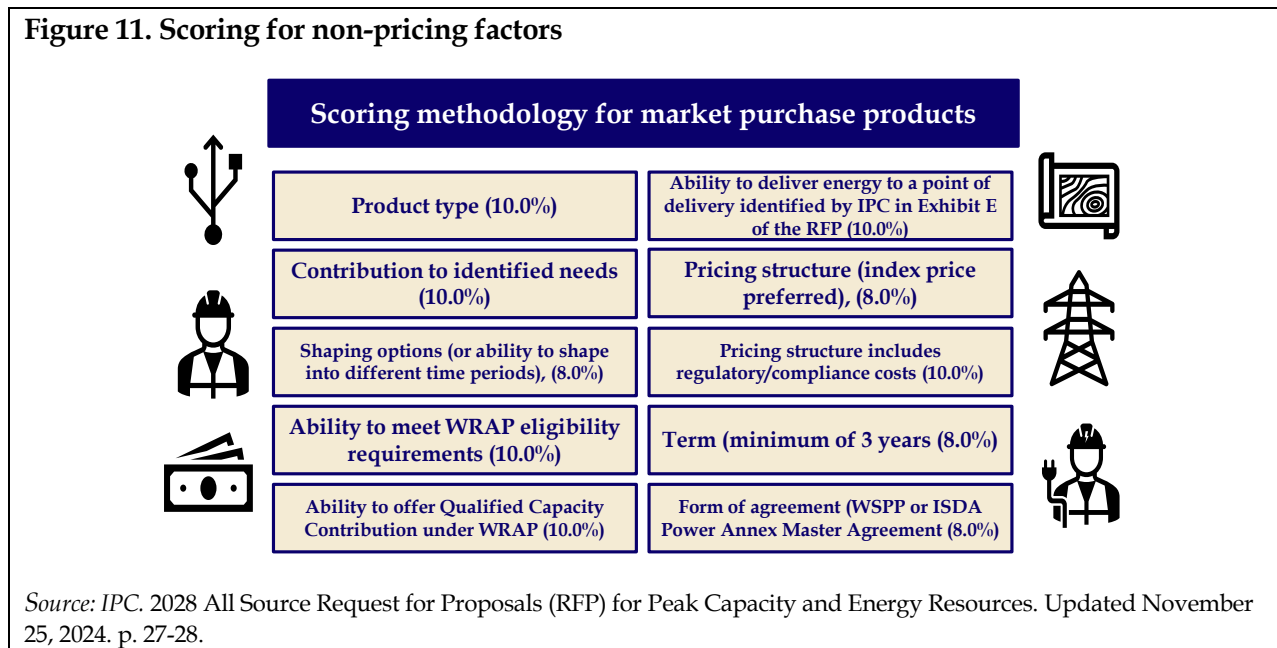 Figure 11. Scoring for non-pricing factors
Scoring methodology for market purchase products
Product type (10.0%)
Ability to deliver energy to a point of
delivery identified by IPC in Exhibit E
of the RFP (10.0%)
Contribution to identified needs
(10.0%)
Pricing structure (index price
preferred), (8.0%)
Shaping options (or ability to shape
into different time periods), (8.0%)
Pricing structure includes
regulatory/compliance costs (10.0%)
Ability to meet WRAP eligibility
requirements (10.0%)
Term (minimum of 3 years (8.0%)
Ability to offer Qualified Capacity
Contribution under WRAP (10.0%)
Form of agreement (WSPP or ISDA
Power Annex Master Agreement (8.0%)
Source: IPC. 2028 All Source Request for Proposals (RFP) for Peak Capacity and Energy Resources. Updated November
25, 2024. p. 27-28.